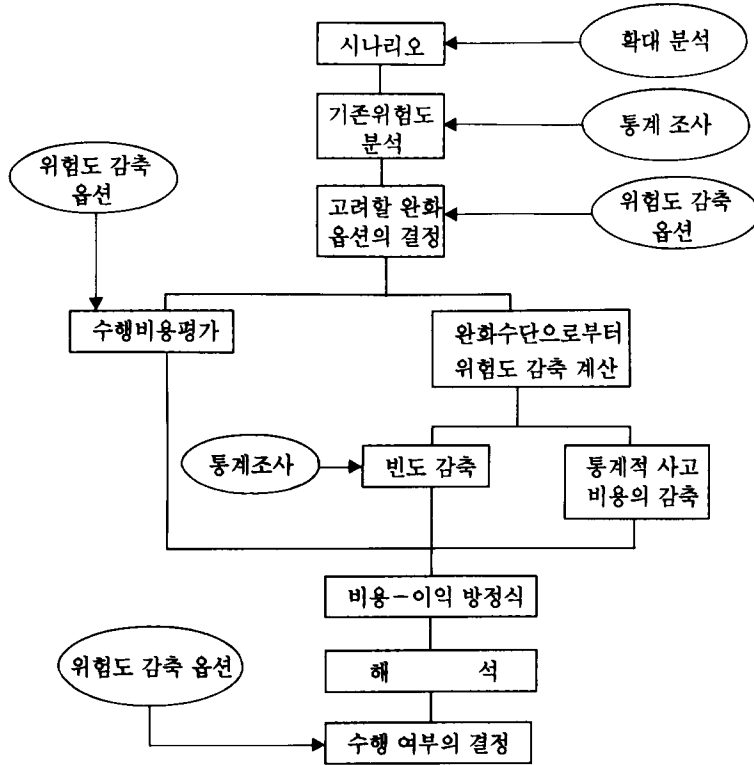 시나리오
확대 분석
기존위험도
분석
통계 조사
위험도 감축
옵션
고려할 완화
옵션의 결정
위험도 감축
옵션
수행비용평가
완화수단으로부터
위험도 감축 계산
통계조사
빈도 감축
통계적 사고
비용의 감축
비용-이익 방정식
위험도 감축 옵션
해 석
수행 여부의 결정